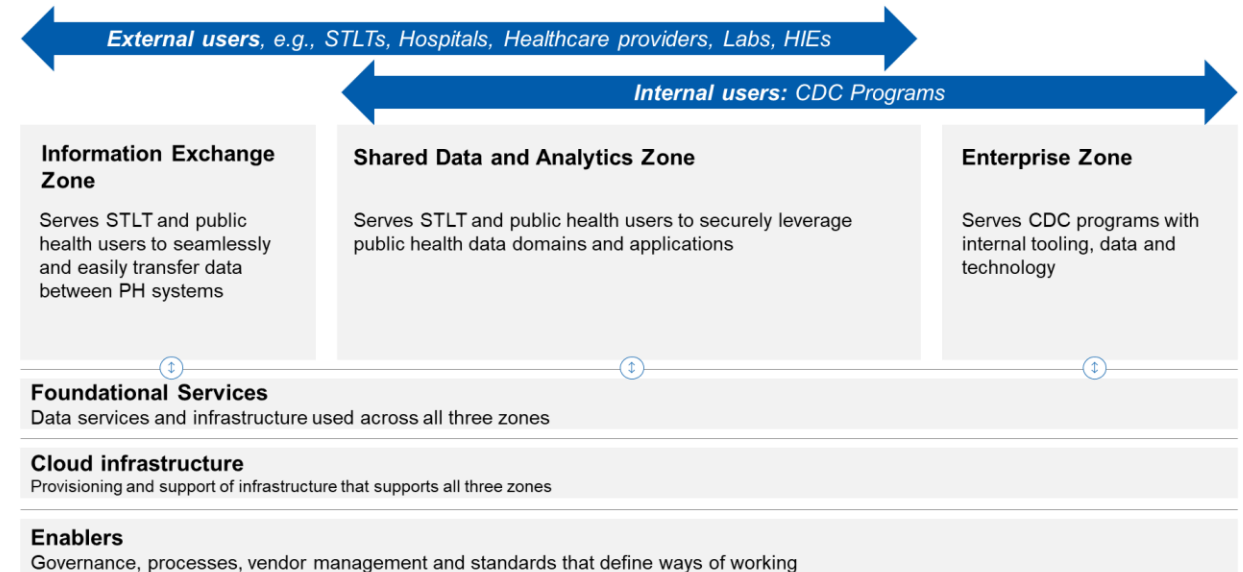 External users, e.g., STLTs, Hospitals, Healthcare providers, Labs, HIEs
Internal users: CDC Programs
Information Exchange
Zone
Serves STLT and public
health users to seamlessly
and easily transfer data
between PH systems
Shared Data and Analytics Zone
Serves STLT and public health users to securely leverage
public health data domains and applications
Enterprise Zone
Serves CDC programs with
internal tooling, data and
technology
Foundational Services
Data services and infrastructure used across all three zones
Cloud infrastructure
Provisioning and support of infrastructure that supports all three zones
Enablers
Governance, processes, vendor management and standards that define ways of working